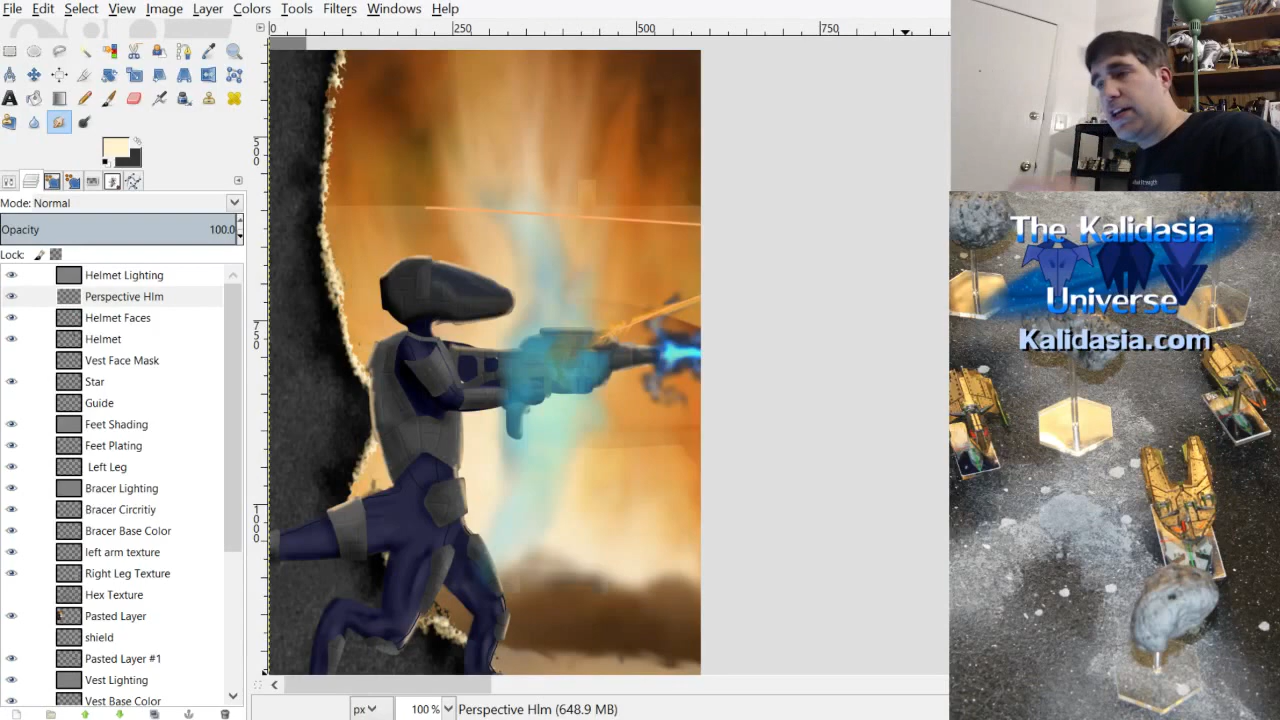 File Edit Select View Image Layer Colors Tools Filters Windows Help
0 250 500 750
500
750
1000
Mode: Normal
Opacity 100.0
Lock:
Helmet Lighting
Perspective Hlm
Helmet Faces
Helmet
Vest Face Mask
Star
Guide
Feet Shading
Feet Plating
Left Leg
Bracer Lighting
Bracer Circritiy
Bracer Base Color
left arm texture
Right Leg Texture
Hex Texture
Pasted Layer
shield
Pasted Layer #1
Vest Lighting
Vest Base Color
px 100 % Perspective Hlm (648.9 MB)
The Kalidasia
Universe
Kalidasia.com